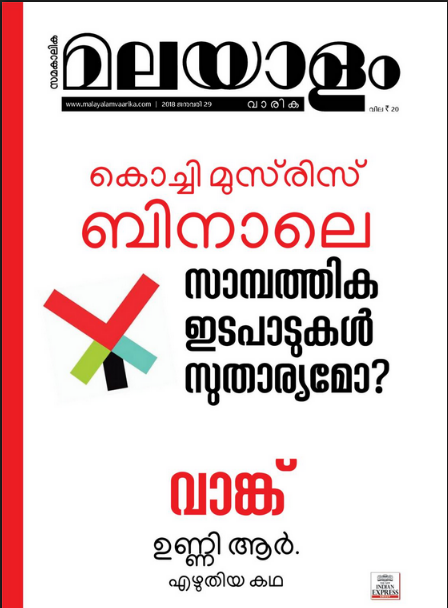 സമകാലിക
മലയാളം
www.malayalamvaarika.com | 2018 ജനുവരി 29
വാരിക
വില ₹ 20
കൊച്ചി മുസ്‌രിസ്
ബിനാലെ
സാമ്പത്തിക
ഇടപാടുകൾ
സുതാര്യമോ?
വാങ്ക്
ഉണ്ണി ആർ.
എഴുതിയ കഥ
INDIAN
EXPRESS